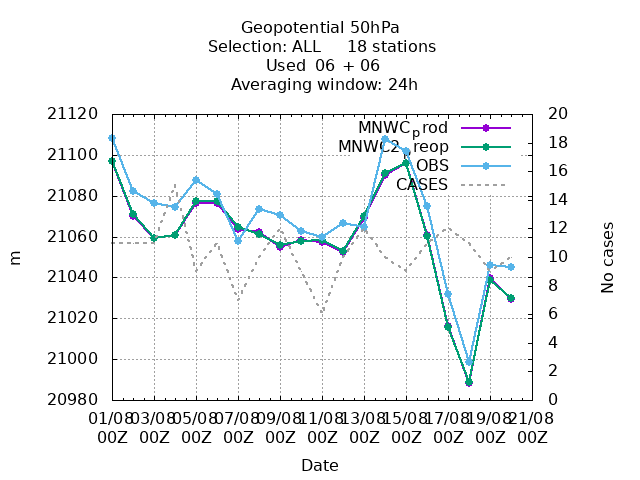 Geopotential 50hPa
Selection: ALL 18 stations
Used 06 + 06
Averaging window: 24h
21120
21100
21080
21060
21040
21020
21000
20980
20
18
16
14
12
10
8
6
4
2
0
MNWC_prod
MNWC2_preop
OBS
CASES
m
No cases
01/08 03/08 05/08 07/08 09/08 11/08 13/08 15/08 17/08 19/08 21/08
00Z 00Z 00Z 00Z 00Z 00Z 00Z 00Z 00Z 00Z 00Z
Date